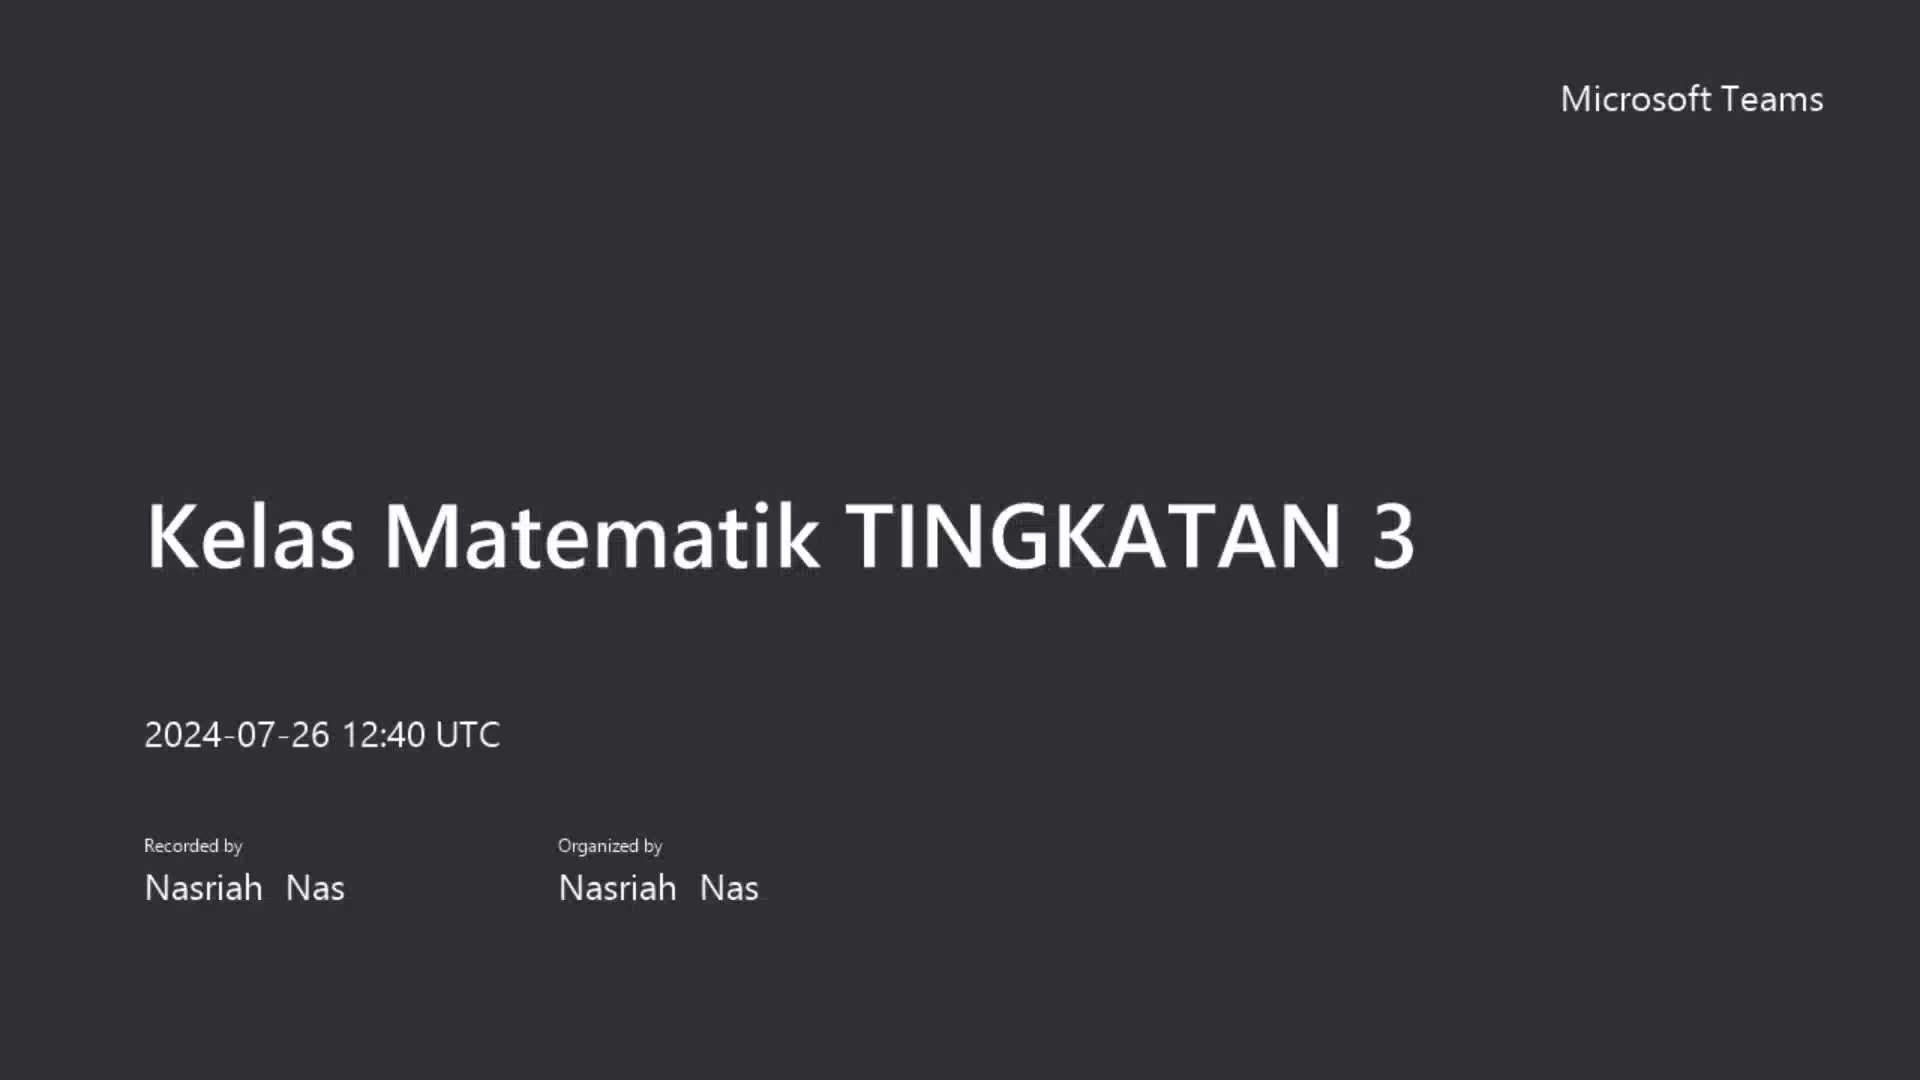 Microsoft Teams
Kelas Matematik TINGKATAN 3
2024-07-26 12:40 UTC
Recorded by
Nasriah Nas
Organized by
Nasriah Nas